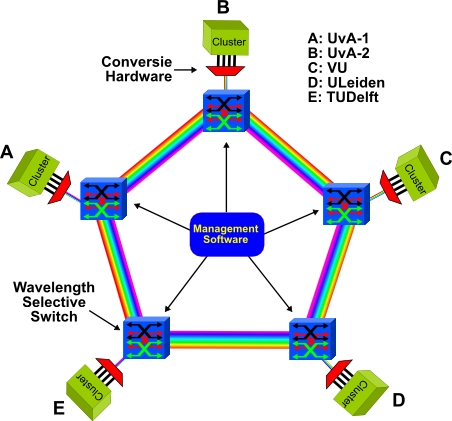 B
Cluster
Conversie
Hardware
A: UvA-1
B: UvA-2
C: VU
D: ULeiden
E: TUDelft
A
Cluster
C
Cluster
Management
Software
Wavelength
Selective
Switch
E
Cluster
D
Cluster